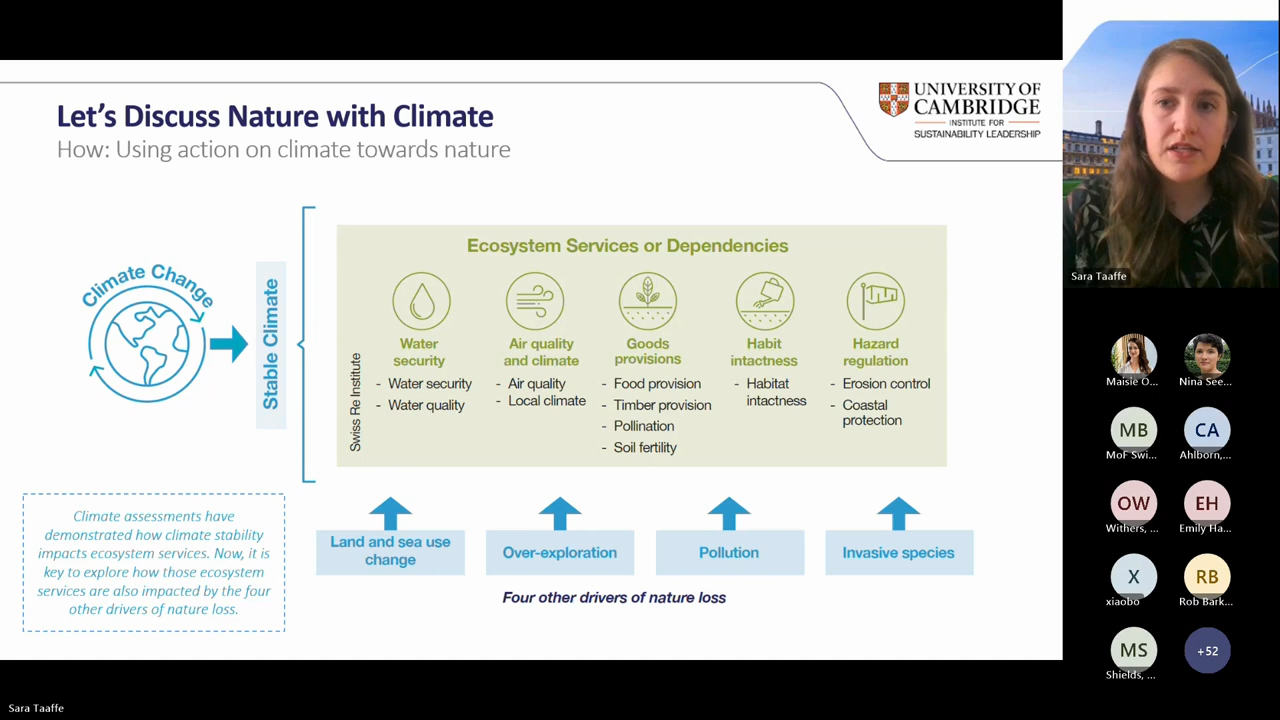 Let's Discuss Nature with Climate
How: Using action on climate towards nature
UNIVERSITY OF
CAMBRIDGE
INSTITUTE FOR
SUSTAINABILITY LEADERSHIP
Climate Change
Stable Climate
Ecosystem Services or Dependencies
Swiss Re Institute
Water
security
- Water security
- Water quality
Air quality
and climate
- Air quality
- Local climate
Goods
provisions
- Food provision
- Timber provision
- Pollination
- Soil fertility
Habit
intactness
- Habitat
intactness
Hazard
regulation
- Erosion control
- Coastal
protection
Climate assessments have
demonstrated how climate stability
impacts ecosystem services. Now, it is
key to explore how those ecosystem
services are also impacted by the four
other drivers of nature loss.
Land and sea use
change
Over-exploration
Pollution
Invasive species
Four other drivers of nature loss
Sara Taaffe
Sara Taaffe
Maisie O...
Nina See...
MB
MoF Swi...
CA
Ahlborn,...
OW
Withers, ...
EH
Emily Ha...
X
xiaobo
RB
Rob Bark...
MS
Shields, ...
+52